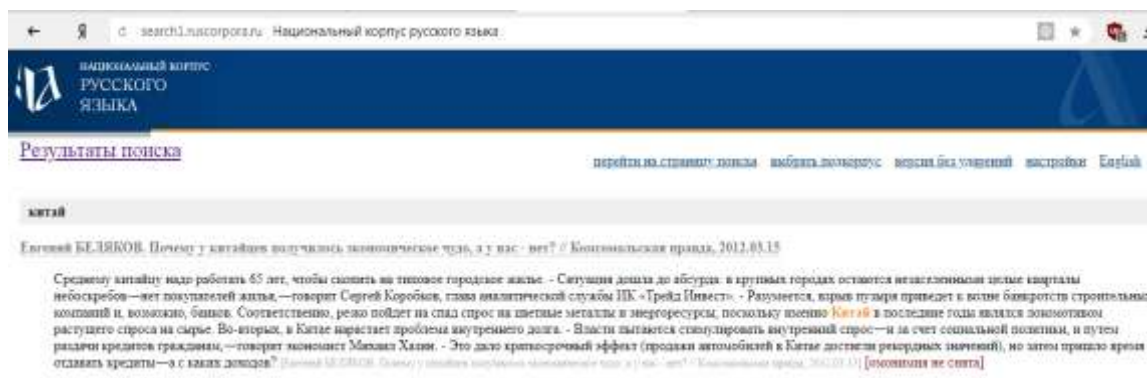 search1.ruscorpora.ru Национальный корпус русского языка
НАЦИОНАЛЬНЫЙ КОРПУС
РУССКОГО
ЯЗЫКА
Результаты поиска
перейти на страницу поиска выбрать подкорпус версия без ударений настройки English
китай
Евгений БЕЛЯКОВ. Почему у китайцев получилось экономическое чудо, а у нас - нет? // Комсомольская правда, 2012.03.15
Среднему китайцу надо работать 65 лет, чтобы скопить на типовое городское жилье. - Ситуация дошла до абсурда: в крупных городах остаются незаселенными целые кварталы
небоскребов—нет покупателей жилья,—говорит Сергей Коробков, глава аналитической службы ИК «Трейд Инвест». - Разумеется, взрыв пузыря приведет к волне банкротств строительных
компаний и, возможно, банков. Соответственно, резко пойдет на спад спрос на цветные металлы и энергоресурсы, поскольку именно Китай в последние годы являлся локомотивом
растущего спроса на сырье. Во-вторых, в Китае нарастает проблема внутреннего долга. - Власти пытаются стимулировать внутренний спрос—и за счет социальной политики, и путем
раздачи кредитов гражданам,—говорит экономист Михаил Хазин. - Это дало краткосрочный эффект (продажи автомобилей в Китае достигли рекордных значений), но затем пришло время
отдавать кредиты—а с каких доходов? [Евгений БЕЛЯКОВ. Почему у китайцев получилось экономическое чудо, а у нас - нет? // Комсомольская правда, 2012.03.15] [омонимия не снята]